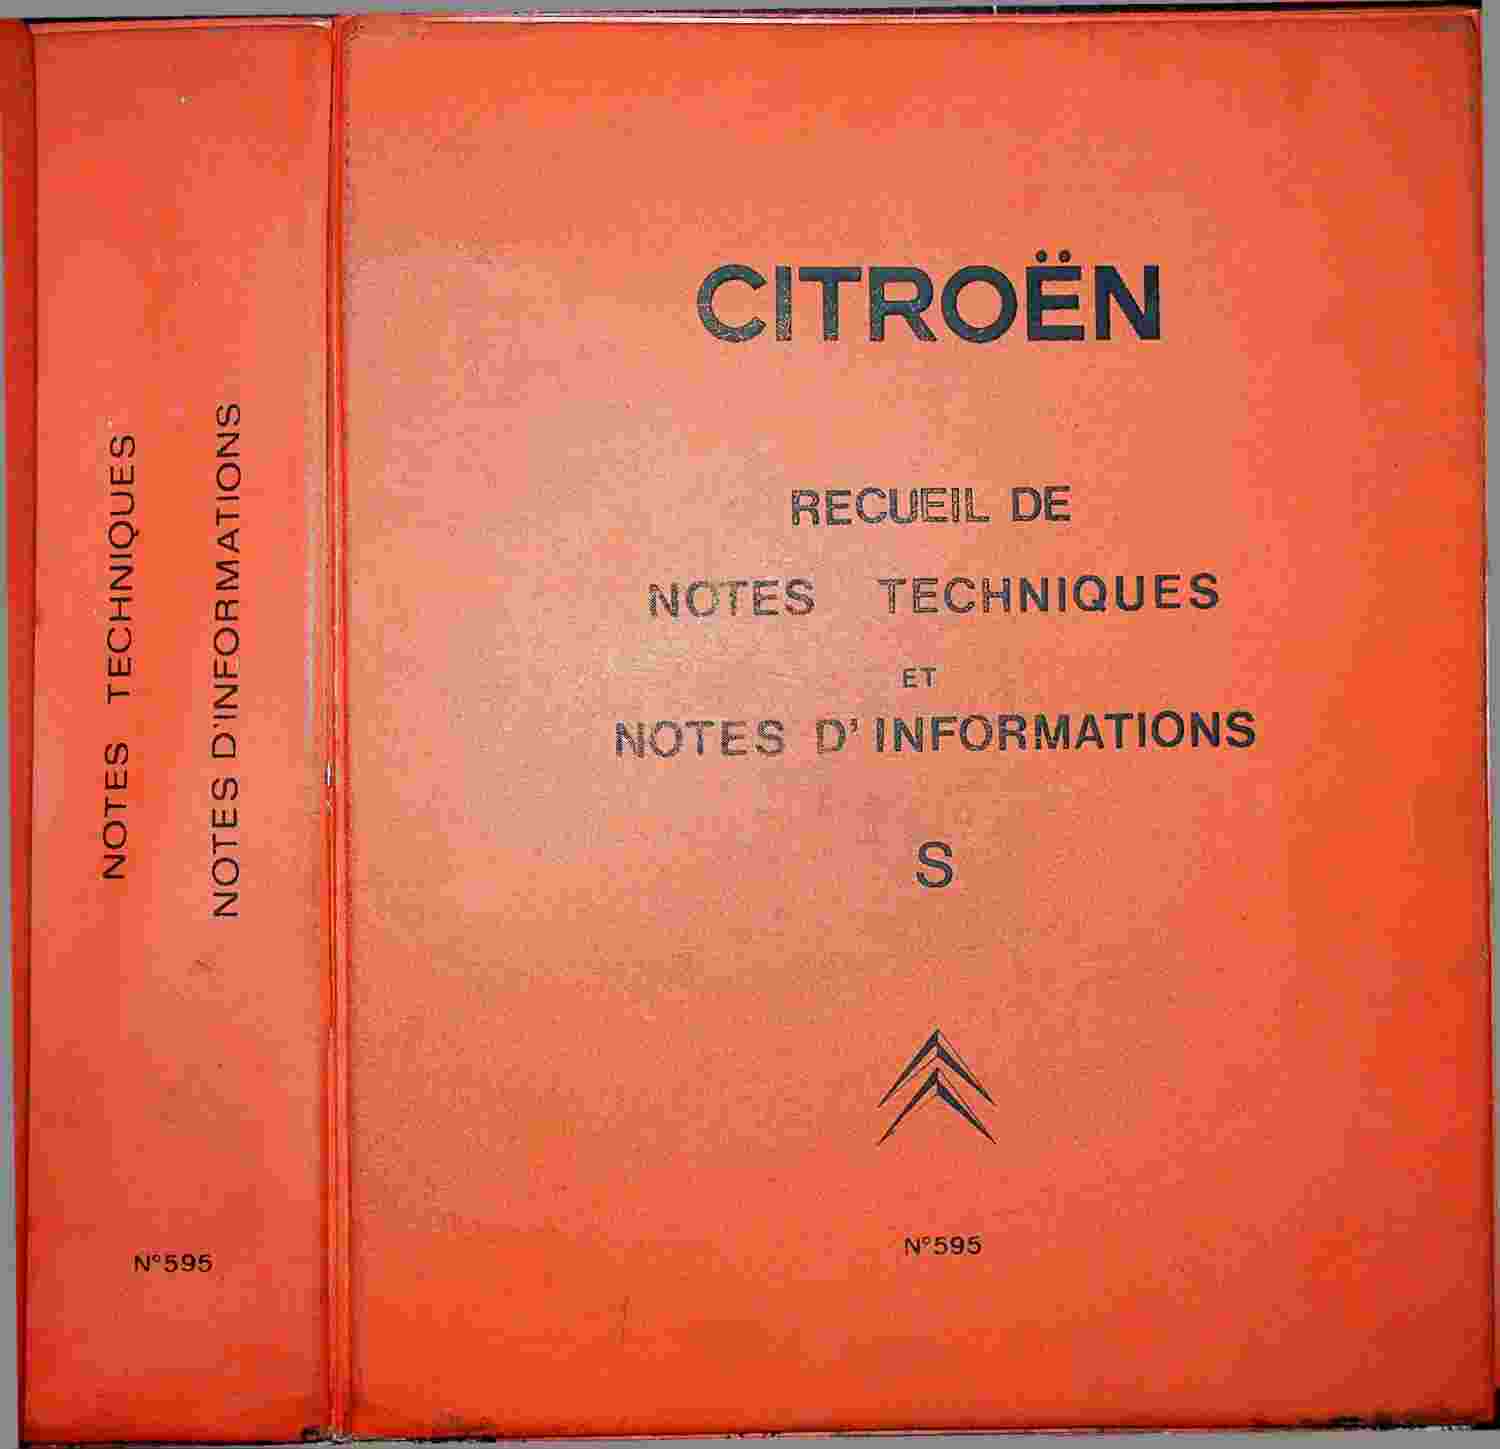 NOTES TECHNIQUES
NOTES D'INFORMATIONS
N°595
CITROËN
RECUEIL DE
NOTES TECHNIQUES
ET
NOTES D'INFORMATIONS
S
N°595